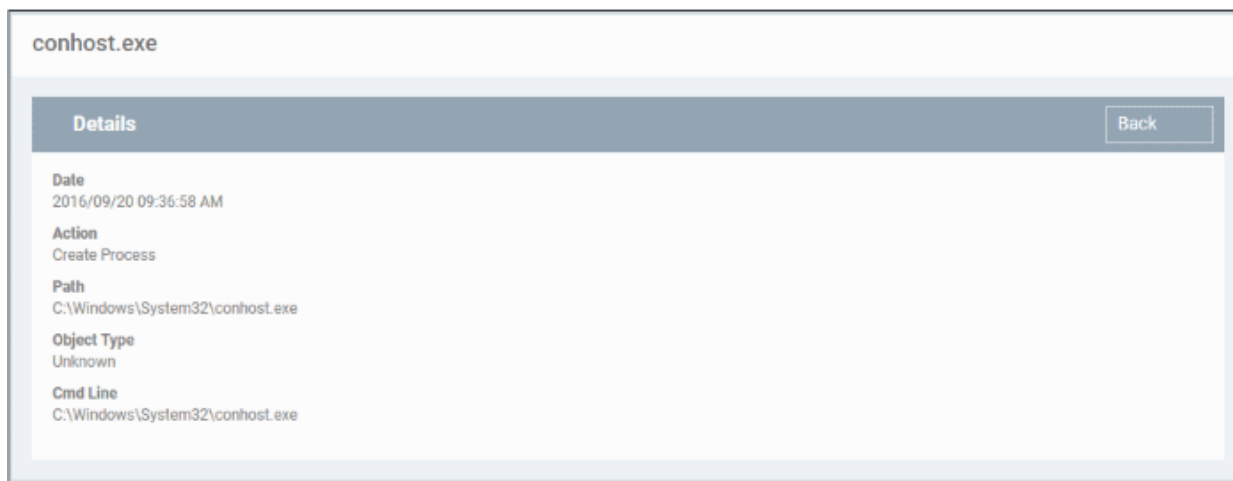 conhost.exe
Details
Back
Date
2016/09/20 09:36:58 AM
Action
Create Process
Path
C:\Windows\System32\conhost.exe
Object Type
Unknown
Cmd Line
C:\Windows\System32\conhost.exe